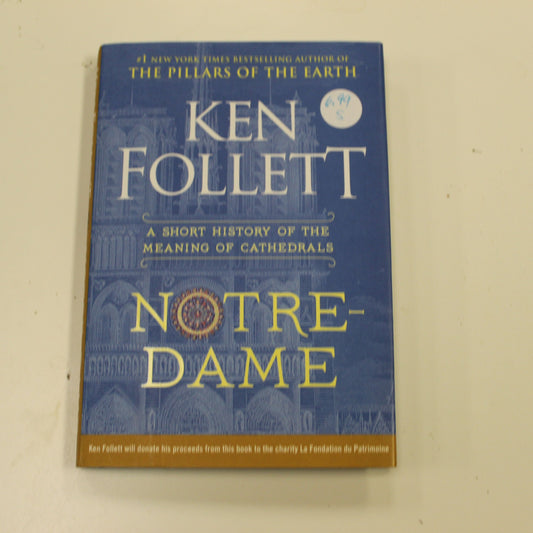 #1 NEW YORK TIMES BESTSELLING AUTHOR OF
THE PILLARS OF THE EARTH
6.99
S
KEN
FOLLETT
A SHORT HISTORY OF THE
MEANING OF CATHEDRALS
NOTRE-
DAME
Ken Follett will donate his proceeds from this book to the charity La Fondation du Patrimoine